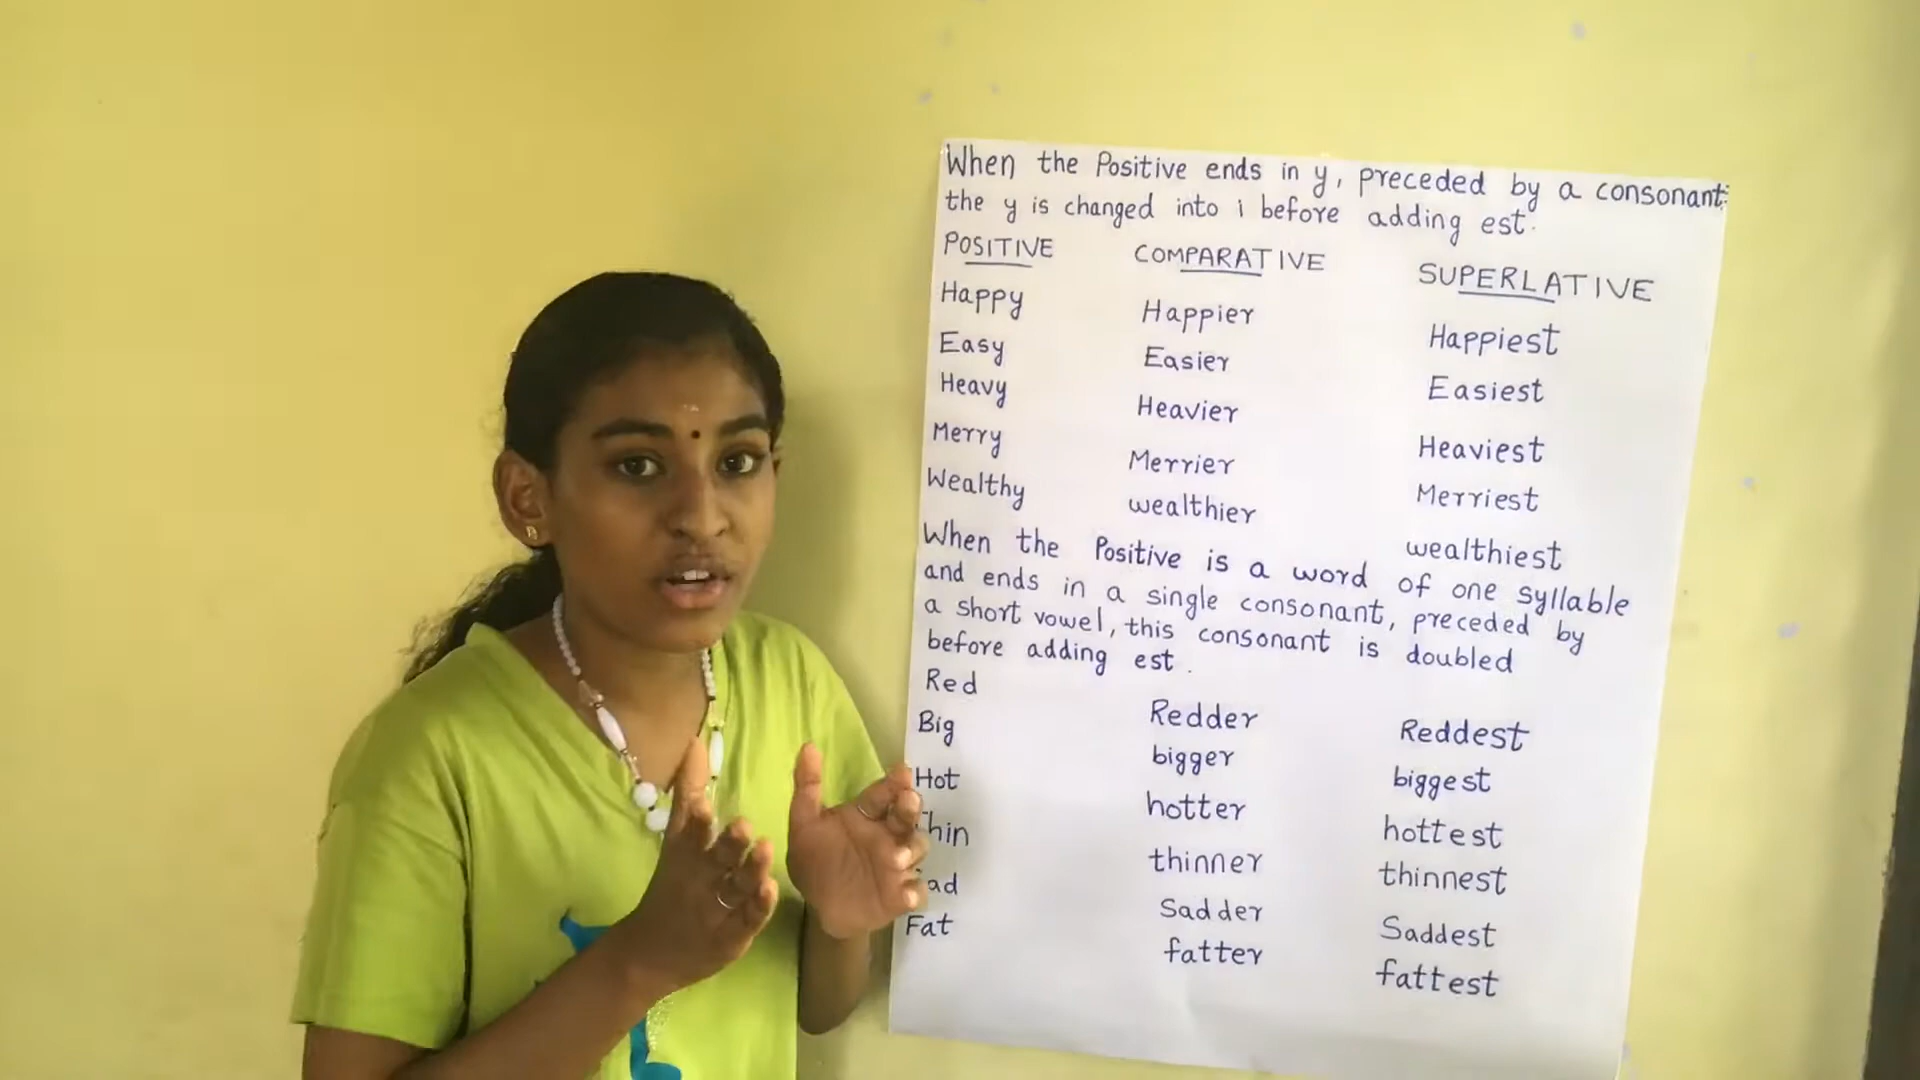 When the Positive ends in y, preceded by a consonant,
the y is changed into i before adding est.
POSITIVE COMPARATIVE SUPERLATIVE
Happy Happier Happiest
Easy Easier Easiest
Heavy Heavier Heaviest
Merry Merrier Merriest
Wealthy wealthier wealthiest
When the Positive is a word of one syllable
and ends in a single consonant, preceded by
a short vowel, this consonant is doubled
before adding est.
Red Redder Reddest
Big bigger biggest
Hot hotter hottest
Thin thinner thinnest
Sadder Saddest
Fat fatter fattest